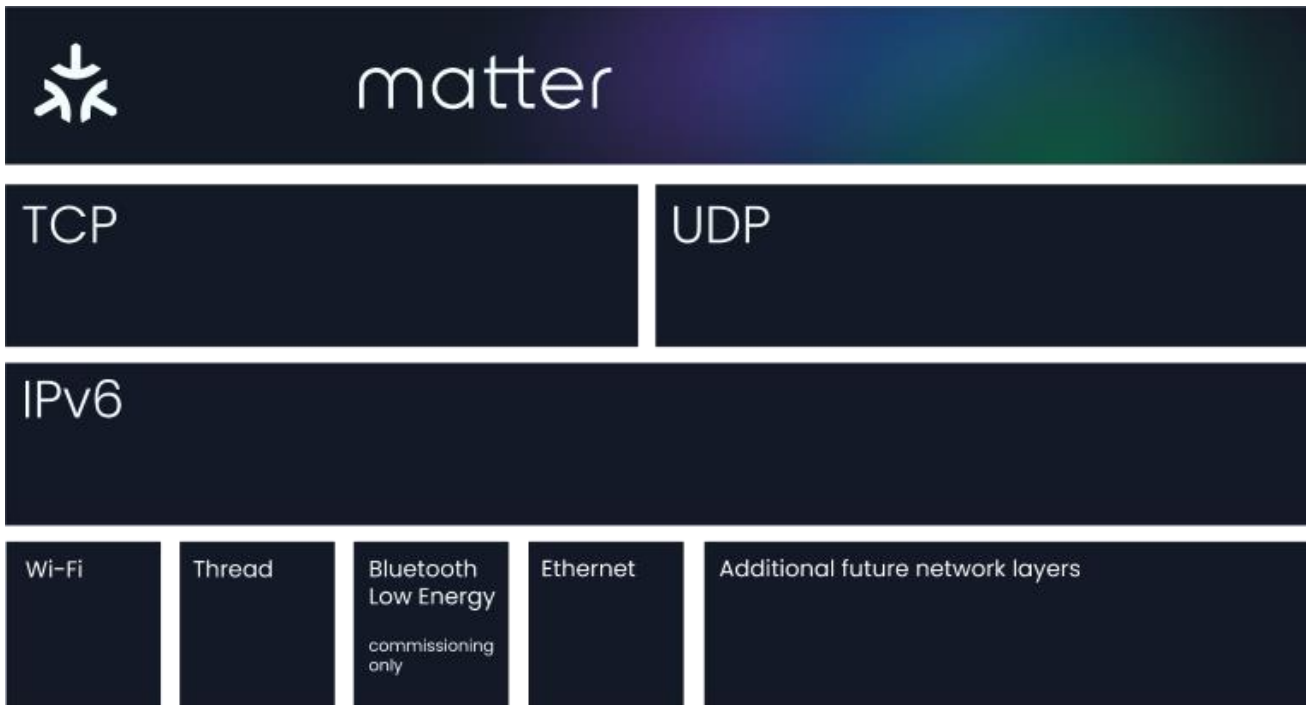 matter
TCP
UDP
IPv6
Wi-Fi
Thread
Bluetooth
Low Energy
commissioning
only
Ethernet
Additional future network layers